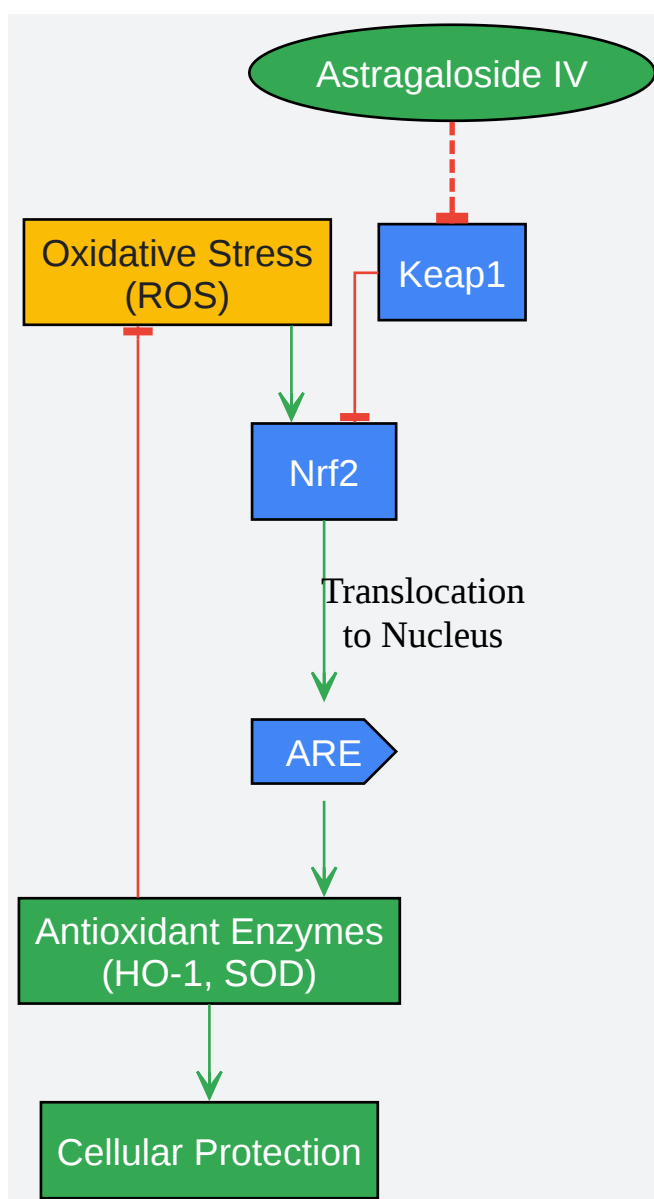 Astragaloside IV
Oxidative Stress
(ROS)
Keap1
Nrf2
Translocation
to Nucleus
ARE
Antioxidant Enzymes
(HO-1, SOD)
Cellular Protection